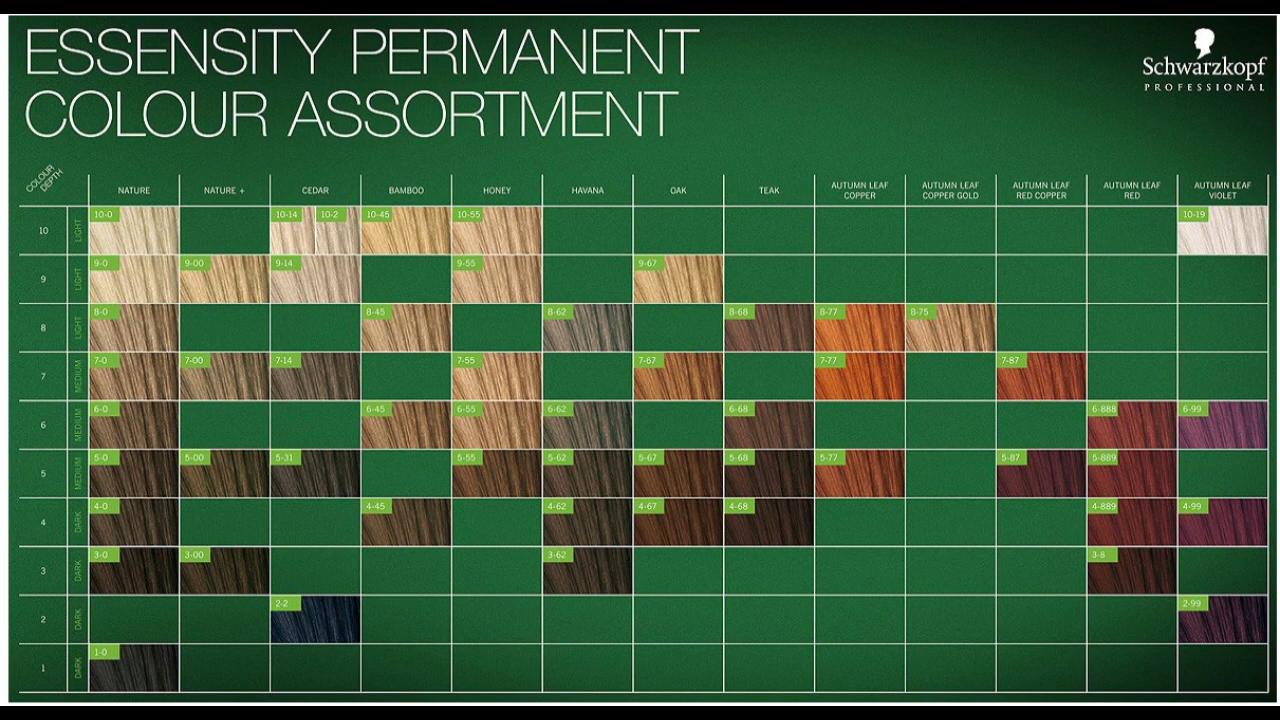 ESSENSITY PERMANENT
COLOUR ASSORTMENT
Schwarzkopf
PROFESSIONAL
COLOUR
DEPTH
NATURE NATURE + CEDAR BAMBOO HONEY HAVANA OAK TEAK AUTUMN LEAF COPPER AUTUMN LEAF COPPER GOLD AUTUMN LEAF RED COPPER AUTUMN LEAF RED AUTUMN LEAF VIOLET
10 LIGHT 10-0 10-14 10-2 10-45 10-55 10-19
9 LIGHT 9-0 9-00 9-14 9-55 9-67
8 LIGHT 8-0 8-45 8-62 8-68 8-77 8-75
7 MEDIUM 7-0 7-00 7-14 7-55 7-67 7-77 7-87
6 MEDIUM 6-0 6-45 6-55 6-62 6-68 6-888 6-99
5 MEDIUM 5-0 5-00 5-31 5-55 5-62 5-67 5-68 5-77 5-87 5-889
4 DARK 4-0 4-45 4-62 4-67 4-68 4-889 4-99
3 DARK 3-0 3-00 3-62 3-8
2 DARK 2-2 2-99
1 DARK 1-0